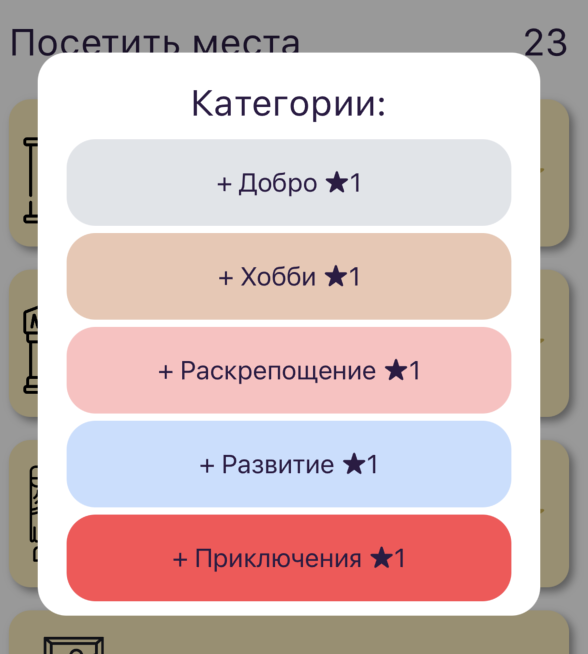 Посетить места 23
Категории:
+ Добро ★1
+ Хобби ★1
+ Раскрепощение ★1
+ Развитие ★1
+ Приключения ★1